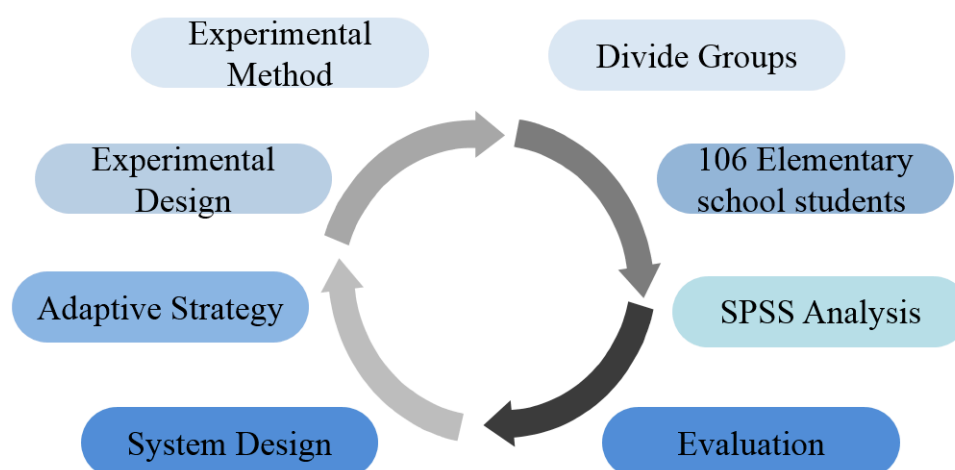 Experimental
Method
Divide Groups
Experimental
Design
106 Elementary
school students
Adaptive Strategy
SPSS Analysis
System Design
Evaluation